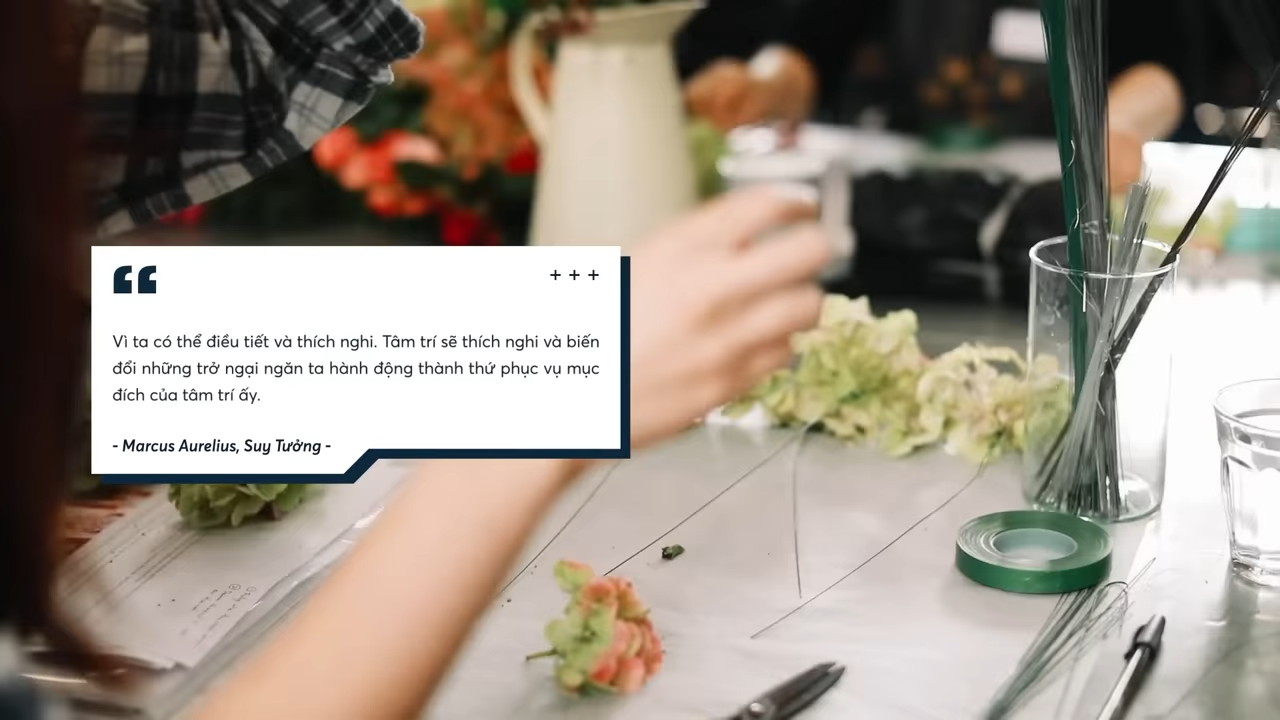 “
+ + +
Vì ta có thể điều tiết và thích nghi. Tâm trí sẽ thích nghi và biến
đổi những trở ngại ngăn ta hành động thành thứ phục vụ mục
đích của tâm trí ấy.
- Marcus Aurelius, Suy Tưởng -